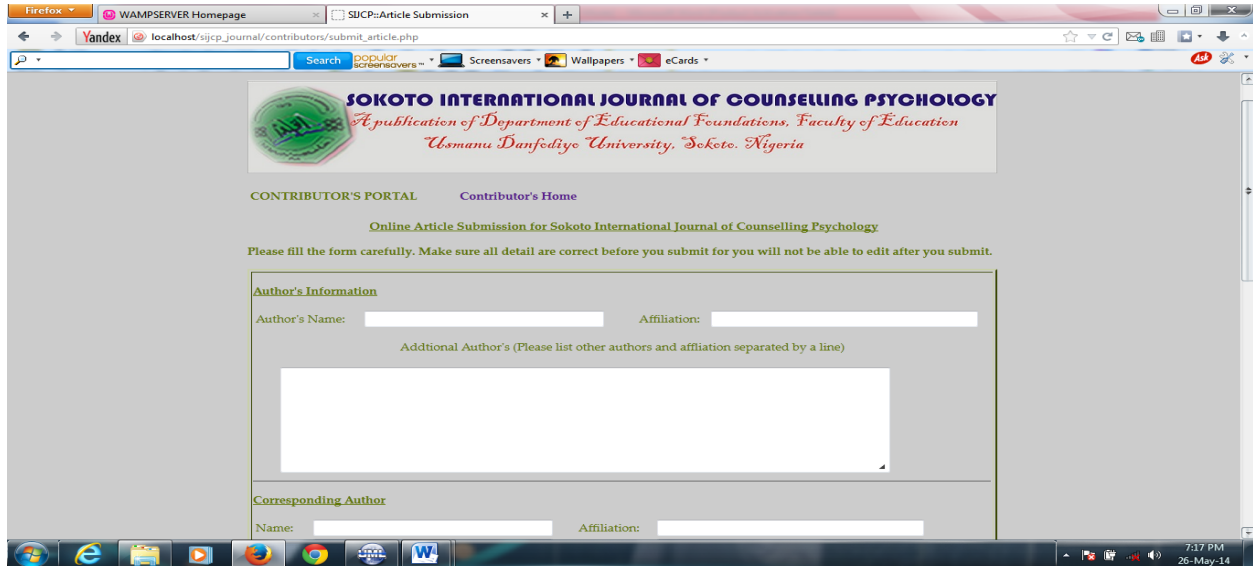 Firefox
WAMPSERVER Homepage
SIJCP::Article Submission
Yandex
localhost/sijcp_journal/contributors/submit_article.php
Search
popular screensavers™
Screensavers
Wallpapers
eCards
Ask
SOKOTO INTERNATIONAL JOURNAL OF COUNSELLING PSYCHOLOGY
A publication of Department of Educational Foundations, Faculty of Education
Usmanu Danfodiyo University, Sokoto. Nigeria
CONTRIBUTOR'S PORTAL Contributor's Home
Online Article Submission for Sokoto International Journal of Counselling Psychology
Please fill the form carefully. Make sure all detail are correct before you submit for you will not be able to edit after you submit.
Author's Information
Author's Name: Affiliation:
Addtional Author's (Please list other authors and affliation separated by a line)
Corresponding Author
Name: Affiliation:
7:17 PM
26-May-14